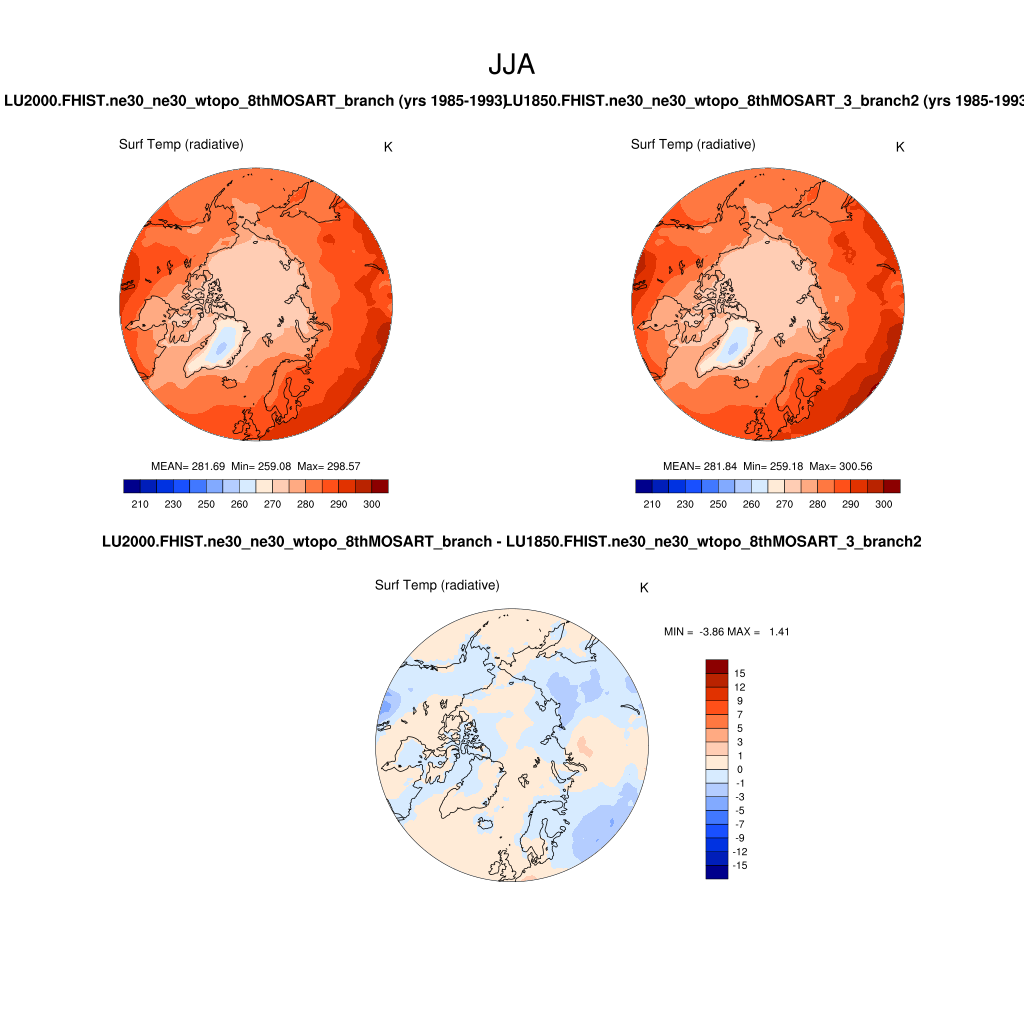 JJA
LU2000.FHIST.ne30_ne30_wtopo_8thMOSART_branch (yrs 1985-1993)
LU1850.FHIST.ne30_ne30_wtopo_8thMOSART_3_branch2 (yrs 1985-1993
Surf Temp (radiative) K
Surf Temp (radiative) K
MEAN= 281.69 Min= 259.08 Max= 298.57
MEAN= 281.84 Min= 259.18 Max= 300.56
210 230 250 260 270 280 290 300
210 230 250 260 270 280 290 300
LU2000.FHIST.ne30_ne30_wtopo_8thMOSART_branch - LU1850.FHIST.ne30_ne30_wtopo_8thMOSART_3_branch2
Surf Temp (radiative) K
MIN = -3.86 MAX = 1.41
15
12
9
7
5
3
1
0
-1
-3
-5
-7
-9
-12
-15